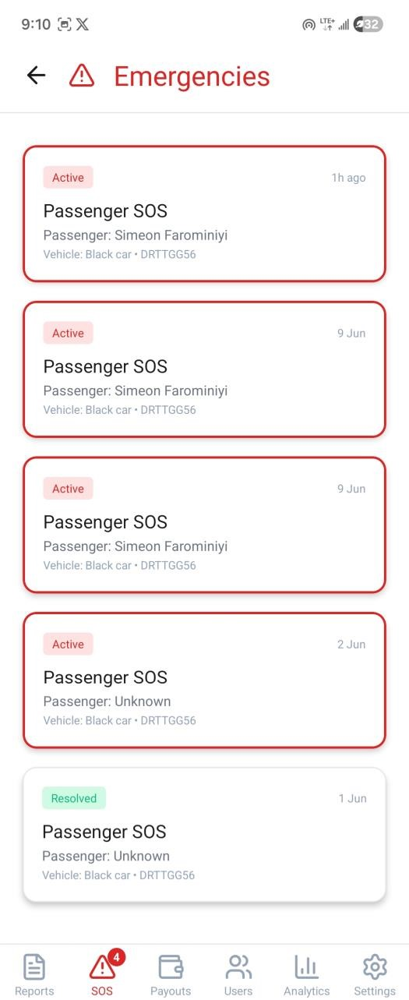 9:10
LTE+
32
Emergencies
Active
1h ago
Passenger SOS
Passenger: Simeon Farominiyi
Vehicle: Black car • DRTTGG56
Active
9 Jun
Passenger SOS
Passenger: Simeon Farominiyi
Vehicle: Black car • DRTTGG56
Active
9 Jun
Passenger SOS
Passenger: Simeon Farominiyi
Vehicle: Black car • DRTTGG56
Active
2 Jun
Passenger SOS
Passenger: Unknown
Vehicle: Black car • DRTTGG56
Resolved
1 Jun
Passenger SOS
Passenger: Unknown
Vehicle: Black car • DRTTGG56
4
Reports
SOS
Payouts
Users
Analytics
Settings